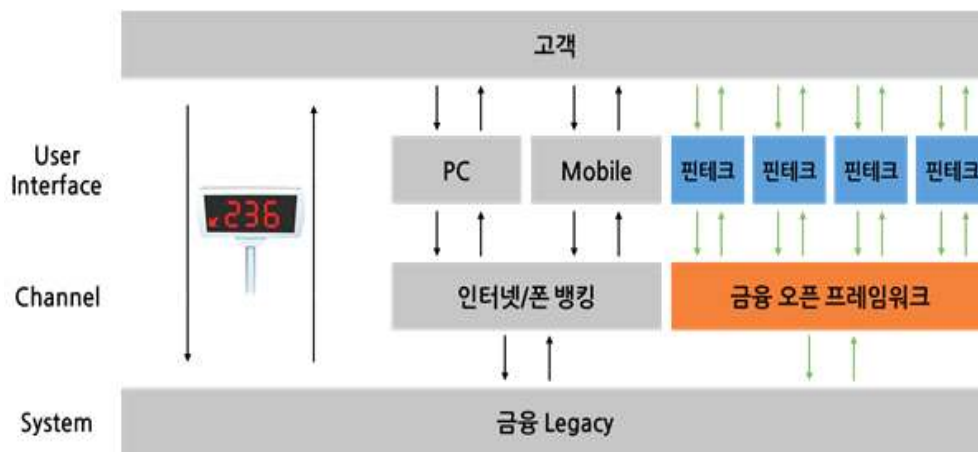 고객
User
Interface
PC
Mobile
핀테크
핀테크
핀테크
핀테크
236
Channel
인터넷/폰 뱅킹
금융 오픈 프레임워크
System
금융 Legacy